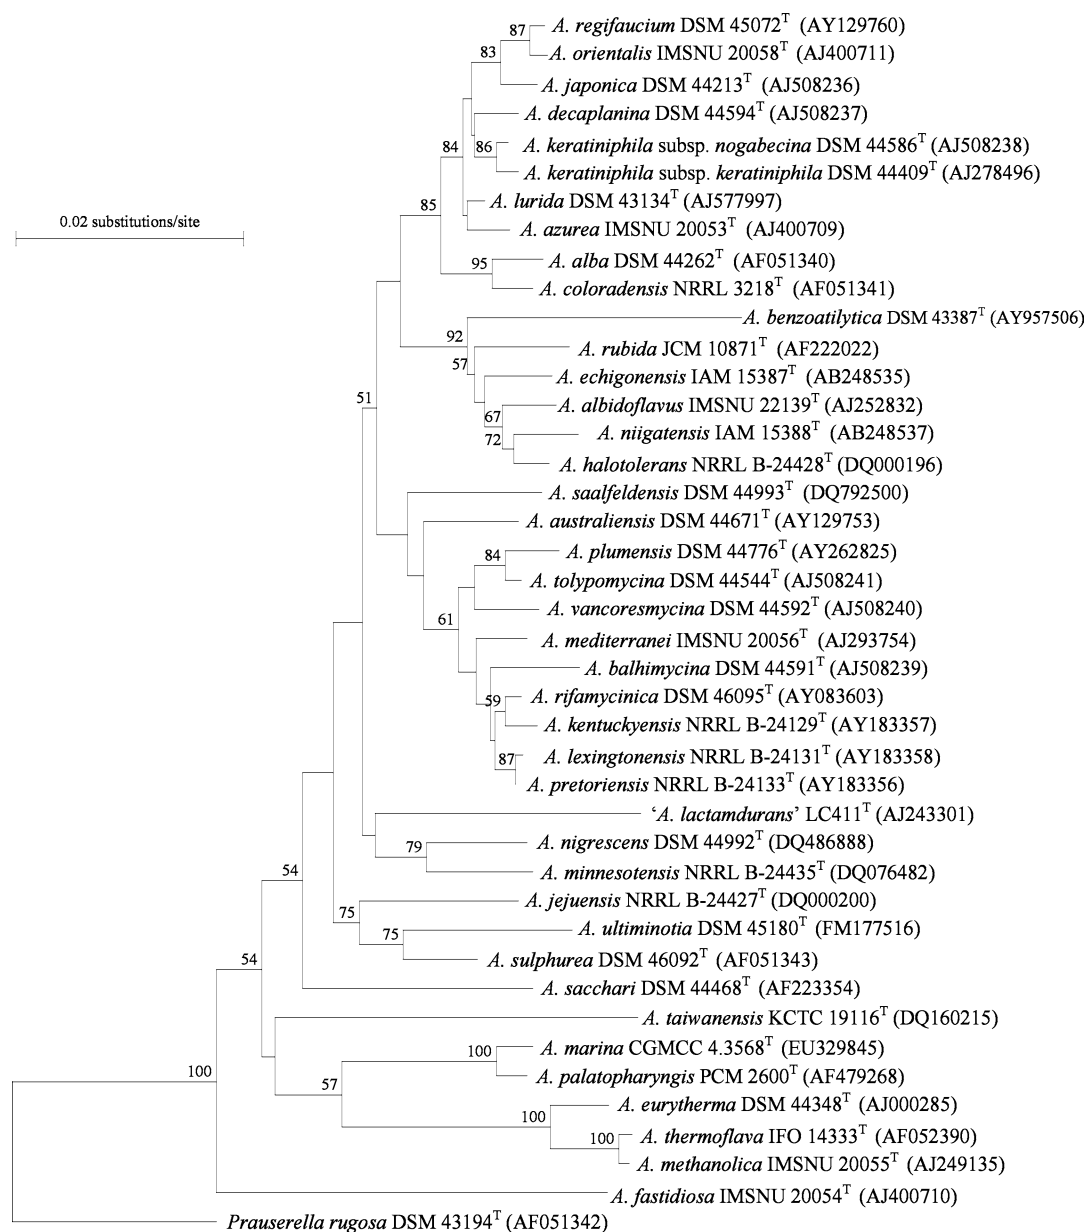 87 A. regifaucium DSM 45072T (AY129760)
83 A. orientalis IMSNU 20058T (AJ400711)
A. japonica DSM 44213T (AJ508236)
A. decaplanina DSM 44594T (AJ508237)
84 86 A. keratiniphila subsp. nogabecina DSM 44586T (AJ508238)
A. keratiniphila subsp. keratiniphila DSM 44409T (AJ278496)
85 A. lurida DSM 43134T (AJ577997)
0.02 substitutions/site
A. azurea IMSNU 20053T (AJ400709)
95 A. alba DSM 44262T (AF051340)
A. coloradensis NRRL 3218T (AF051341)
A. benzoatilytica DSM 43387T (AY957506)
92 A. rubida JCM 10871T (AF222022)
57 A. echigonensis IAM 15387T (AB248535)
51 67 A. albidoflavus IMSNU 22139T (AJ252832)
72 A. niigatensis IAM 15388T (AB248537)
A. halotolerans NRRL B-24428T (DQ000196)
A. saalfeldensis DSM 44993T (DQ792500)
A. australiensis DSM 44671T (AY129753)
84 A. plumensis DSM 44776T (AY262825)
A. tolypomycina DSM 44544T (AJ508241)
61 A. vancoresmycina DSM 44592T (AJ508240)
A. mediterranei IMSNU 20056T (AJ293754)
A. balhimycina DSM 44591T (AJ508239)
59 A. rifamycinica DSM 46095T (AY083603)
A. kentuckyensis NRRL B-24129T (AY183357)
87 A. lexingtonensis NRRL B-24131T (AY183358)
A. pretoriensis NRRL B-24133T (AY183356)
‘A. lactamdurans’ LC411T (AJ243301)
79 A. nigrescens DSM 44992T (DQ486888)
54 A. minnesotensis NRRL B-24435T (DQ076482)
75 A. jejuensis NRRL B-24427T (DQ000200)
75 A. ultiminotia DSM 45180T (FM177516)
54 A. sulphurea DSM 46092T (AF051343)
A. sacchari DSM 44468T (AF223354)
A. taiwanensis KCTC 19116T (DQ160215)
100 A. marina CGMCC 4.3568T (EU329845)
100 57 A. palatopharyngis PCM 2600T (AF479268)
100 A. eurytherma DSM 44348T (AJ000285)
100 A. thermoflava IFO 14333T (AF052390)
A. methanolica IMSNU 20055T (AJ249135)
A. fastidiosa IMSNU 20054T (AJ400710)
Prauserella rugosa DSM 43194T (AF051342)